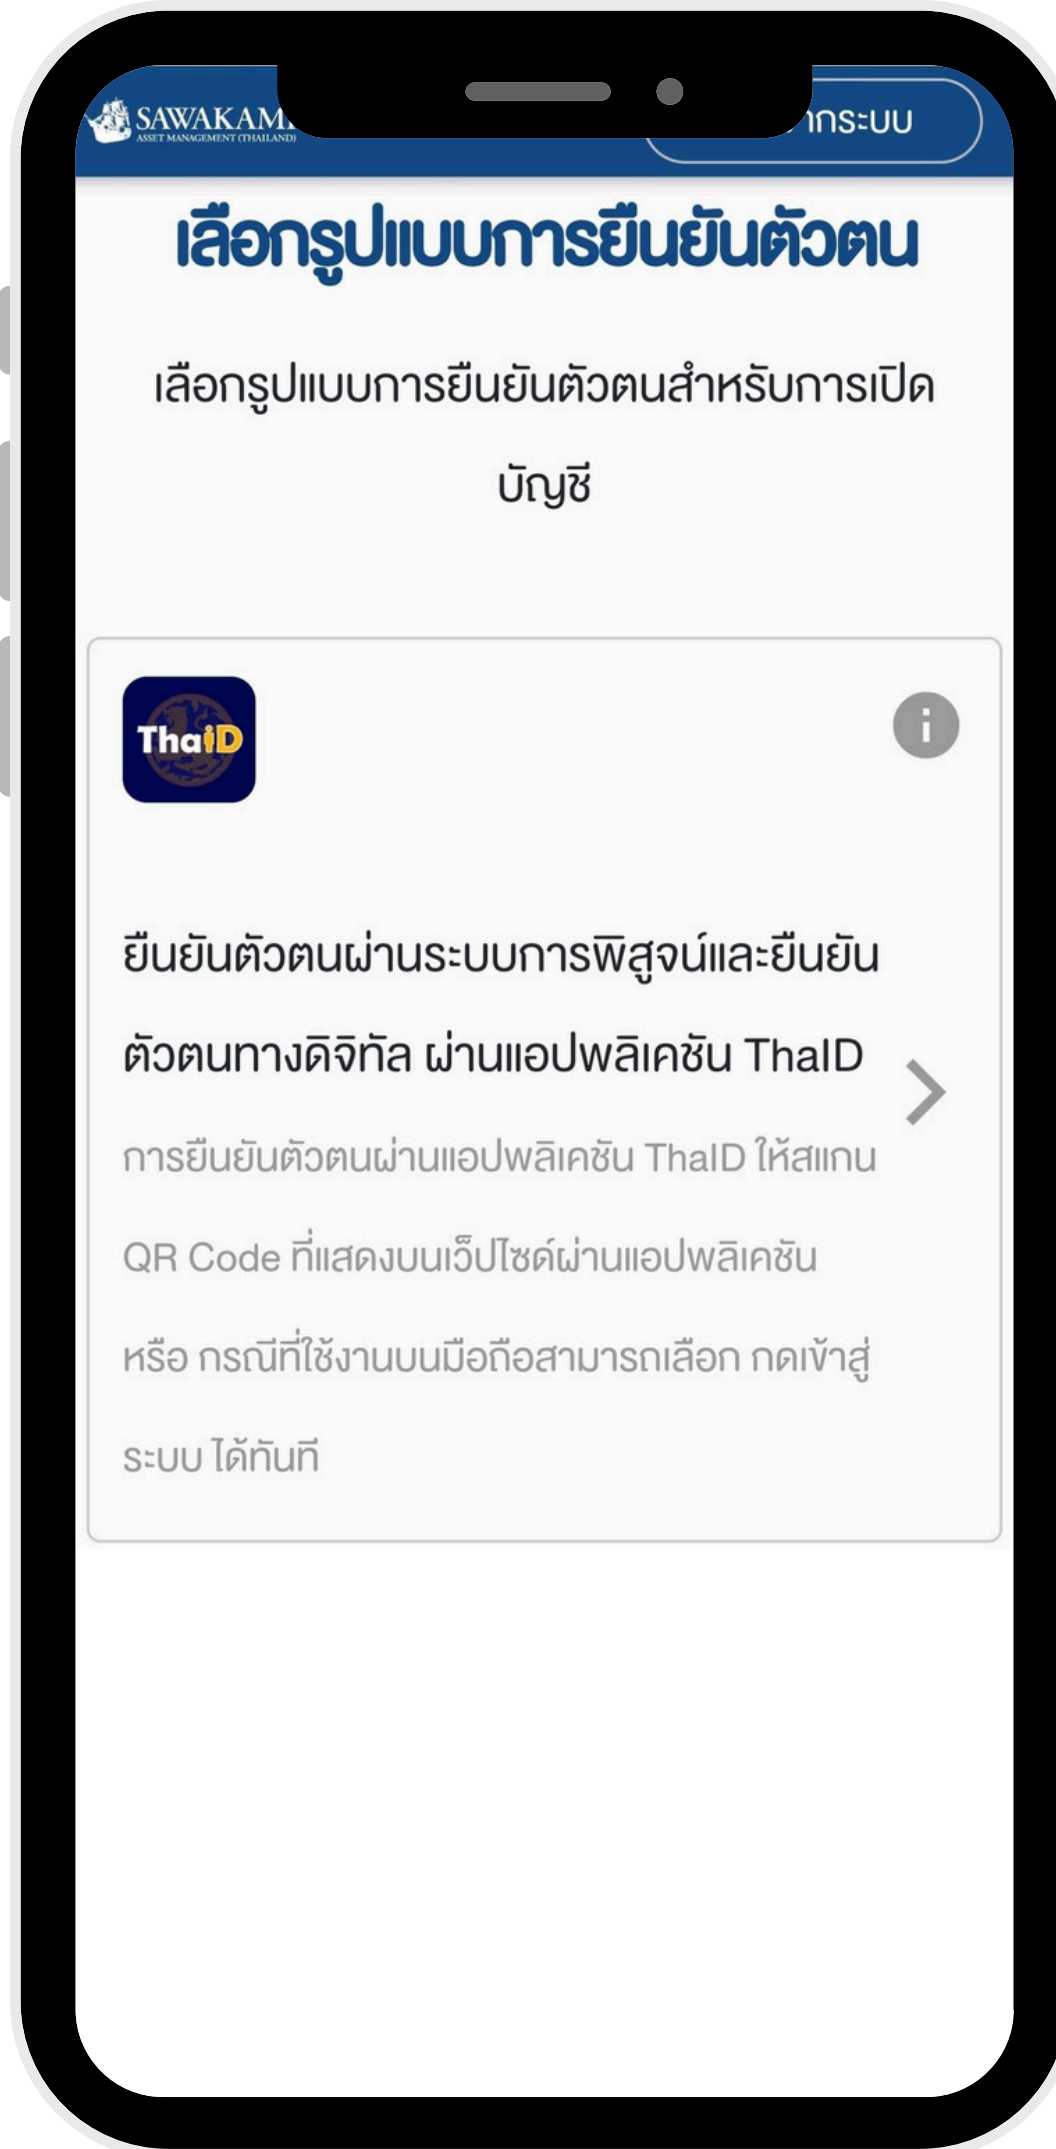 SAWAKAMI
ASSET MANAGEMENT (THAILAND)
เลือกรูปแบบการยืนยันตัวตน
เลือกรูปแบบการยืนยันตัวตนสำหรับการเปิด
บัญชี
ThaiD
ยืนยันตัวตนผ่านระบบการพิสูจน์และยืนยัน
ตัวตนทางดิจิทัล ผ่านแอปพลิเคชัน ThaID
การยืนยันตัวตนผ่านแอปพลิเคชัน ThaID ให้สแกน
QR Code ที่แสดงบนเว็ปไซด์ผ่านแอปพลิเคชัน
หรือ กรณีที่ใช้งานบนมือถือสามารถเลือก กดเข้าสู่
ระบบ ได้ทันที